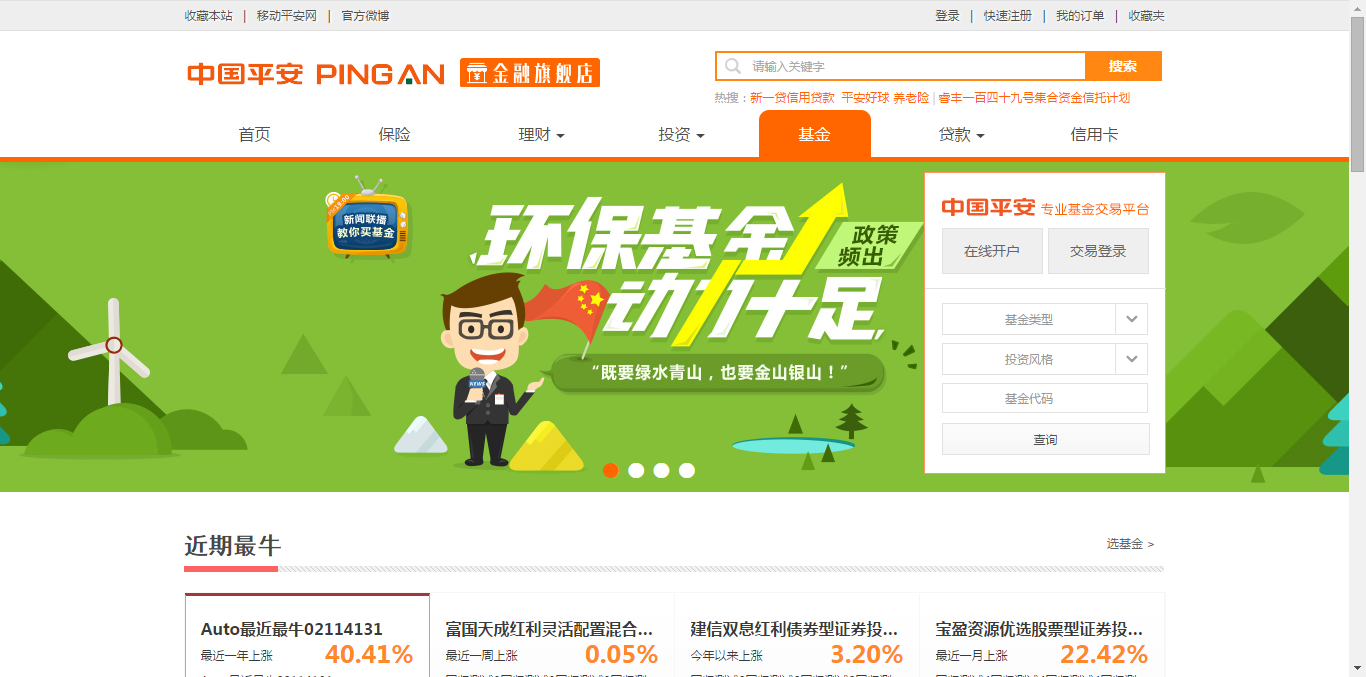 收藏本站 | 移动平安网 | 官方微博
登录 | 快速注册 | 我的订单 | 收藏夹
中国平安 PING AN 金融旗舰店
请输入关键字 搜索
热搜：新一贷信用贷款 平安好球 养老险 | 睿丰一百四十九号集合资金信托计划
首页 保险 理财 投资 基金 贷款 信用卡
PM19:00
新闻联播
教你买基金
环保基金
动力十足
政策
频出
“既要绿水青山，也要金山银山！”
NEWS
中国平安 专业基金交易平台
在线开户 交易登录
基金类型
投资风格
基金代码
查询
近期最牛
选基金 >
Auto最近最牛02114131
最近一年上涨 40.41%
富国天成红利灵活配置混合...
最近一周上涨 0.05%
建信双息红利债券型证券投...
今年以来上涨 3.20%
宝盈资源优选股票型证券投...
最近一月上涨 22.42%